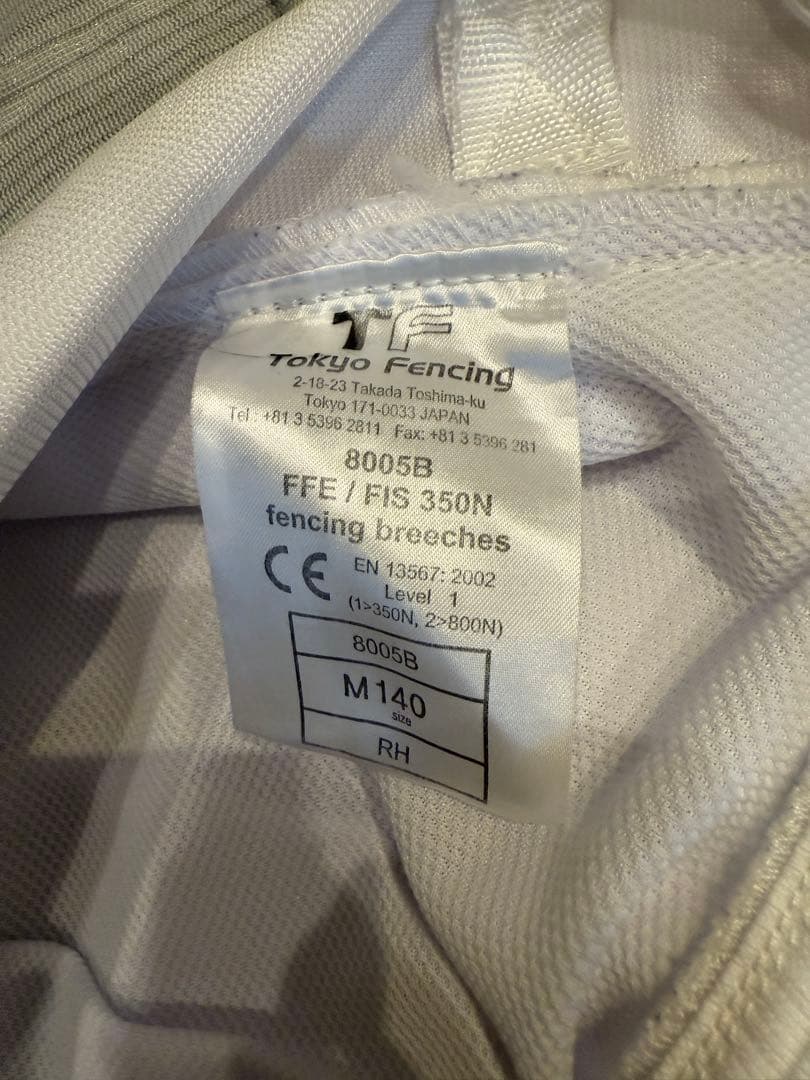 TF
Tokyo Fencing
2-18-23 Takada Toshima-ku
Tokyo 171-0033 JAPAN
Tel : +81 3 5396 2811 Fax: +81 3 5396 281
8005B
FFE / FIS 350N
fencing breeches
CE EN 13567: 2002
Level 1
(1>350N, 2>800N)
8005B
M 140
size
RH